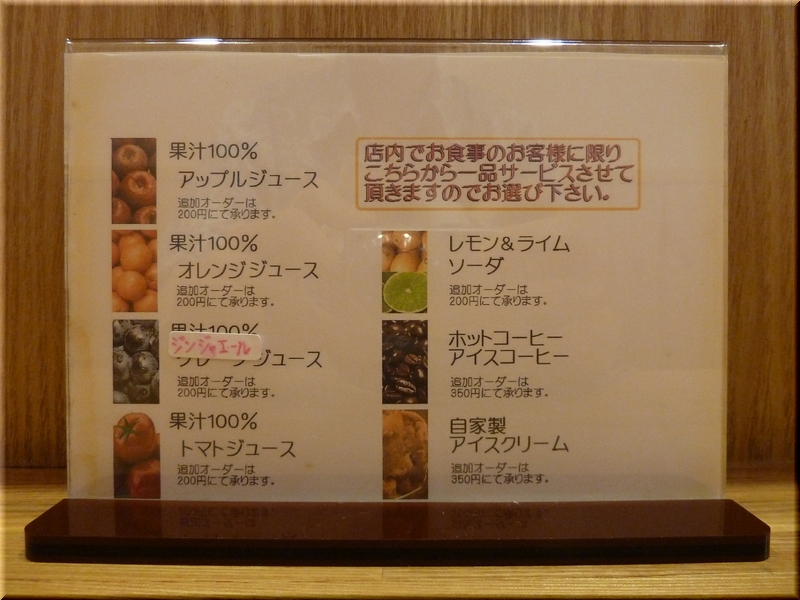 店内でお食事のお客様に限り
こちらから一品サービスさせて
頂きますのでお選び下さい。
果汁100%
アップルジュース
追加オーダーは
200円にて承ります。
果汁100%
オレンジジュース
追加オーダーは
200円にて承ります。
果汁100%
ジンジャエール
ジュース
追加オーダーは
200円にて承ります。
果汁100%
トマトジュース
追加オーダーは
200円にて承ります。
レモン&ライム
ソーダ
追加オーダーは
200円にて承ります。
ホットコーヒー
アイスコーヒー
追加オーダーは
350円にて承ります。
自家製
アイスクリーム
追加オーダーは
350円にて承ります。